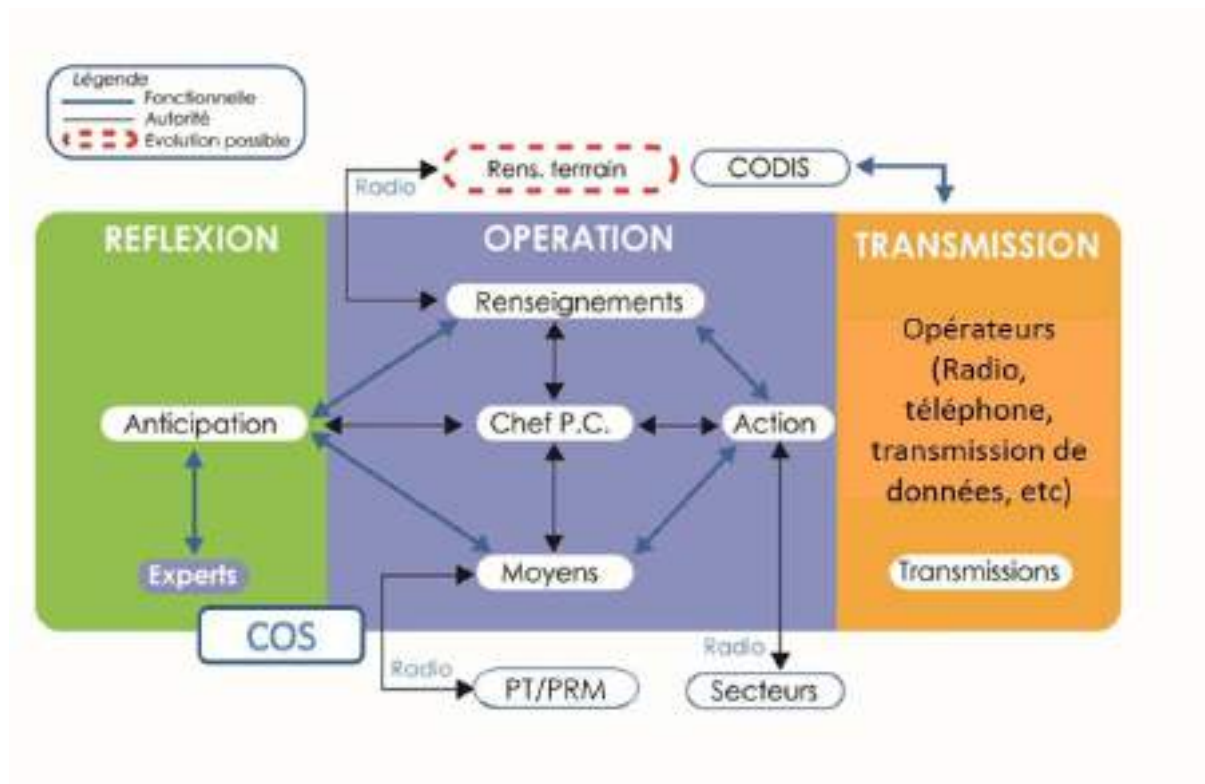 Légende
Fonctionnelle
Autorité
Evolution possible
Rens. terrrain
CODIS
Radio
REFLEXION
OPERATION
TRANSMISSION
Renseignements
Opérateurs
(Radio,
téléphone,
transmission de
données, etc)
Anticipation
Chef P.C.
Action
Experts
Moyens
Transmissions
COS
Radio
PT/PRM
Radio
Secteurs